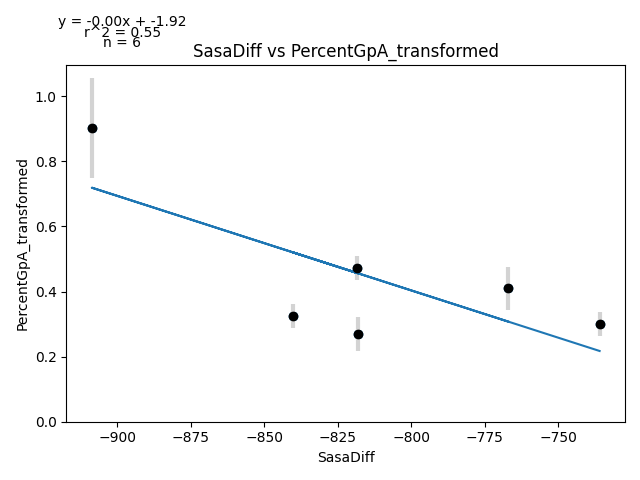 y = -0.00x + -1.92
r^2 = 0.55
n = 6
SasaDiff vs PercentGpA_transformed
PercentGpA_transformed
1.0
0.8
0.6
0.4
0.2
0.0
−900 −875 −850 −825 −800 −775 −750
SasaDiff